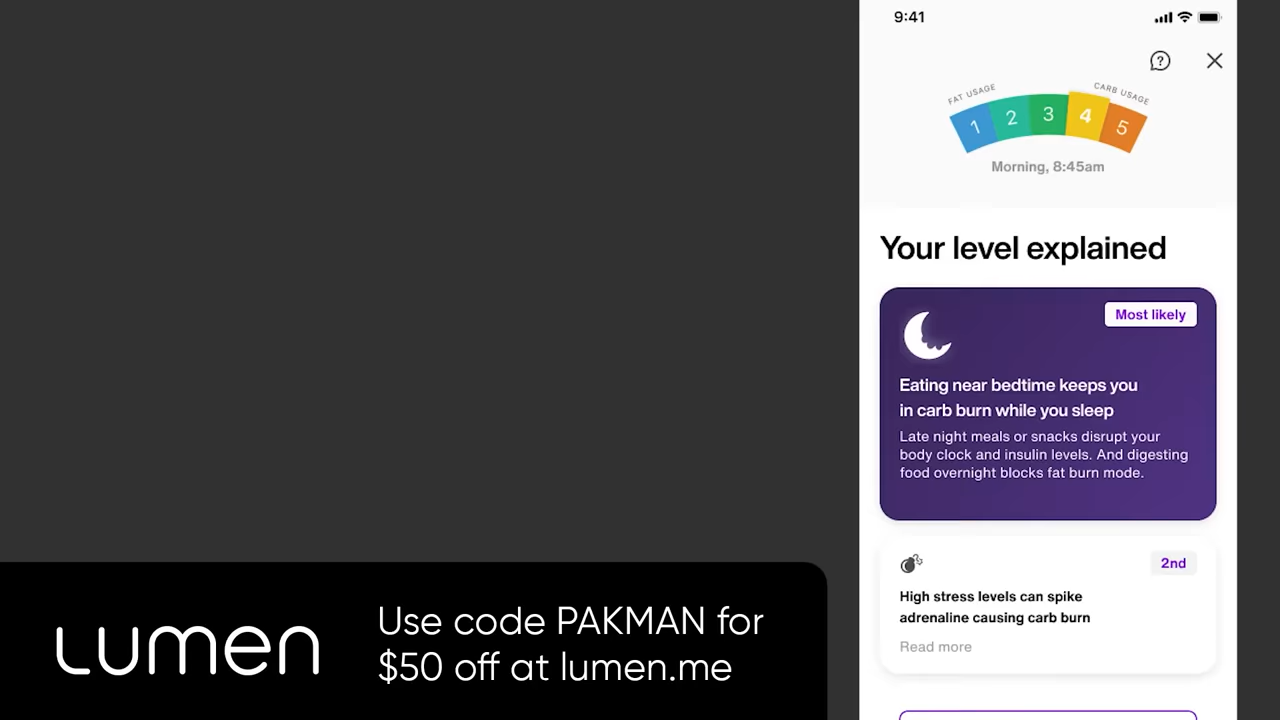 9:41
FAT USAGE
CARB USAGE
1 2 3 4 5
Morning, 8:45am
Your level explained
Most likely
Eating near bedtime keeps you
in carb burn while you sleep
Late night meals or snacks disrupt your
body clock and insulin levels. And digesting
food overnight blocks fat burn mode.
2nd
High stress levels can spike
adrenaline causing carb burn
Read more
lumen
Use code PAKMAN for
$50 off at lumen.me